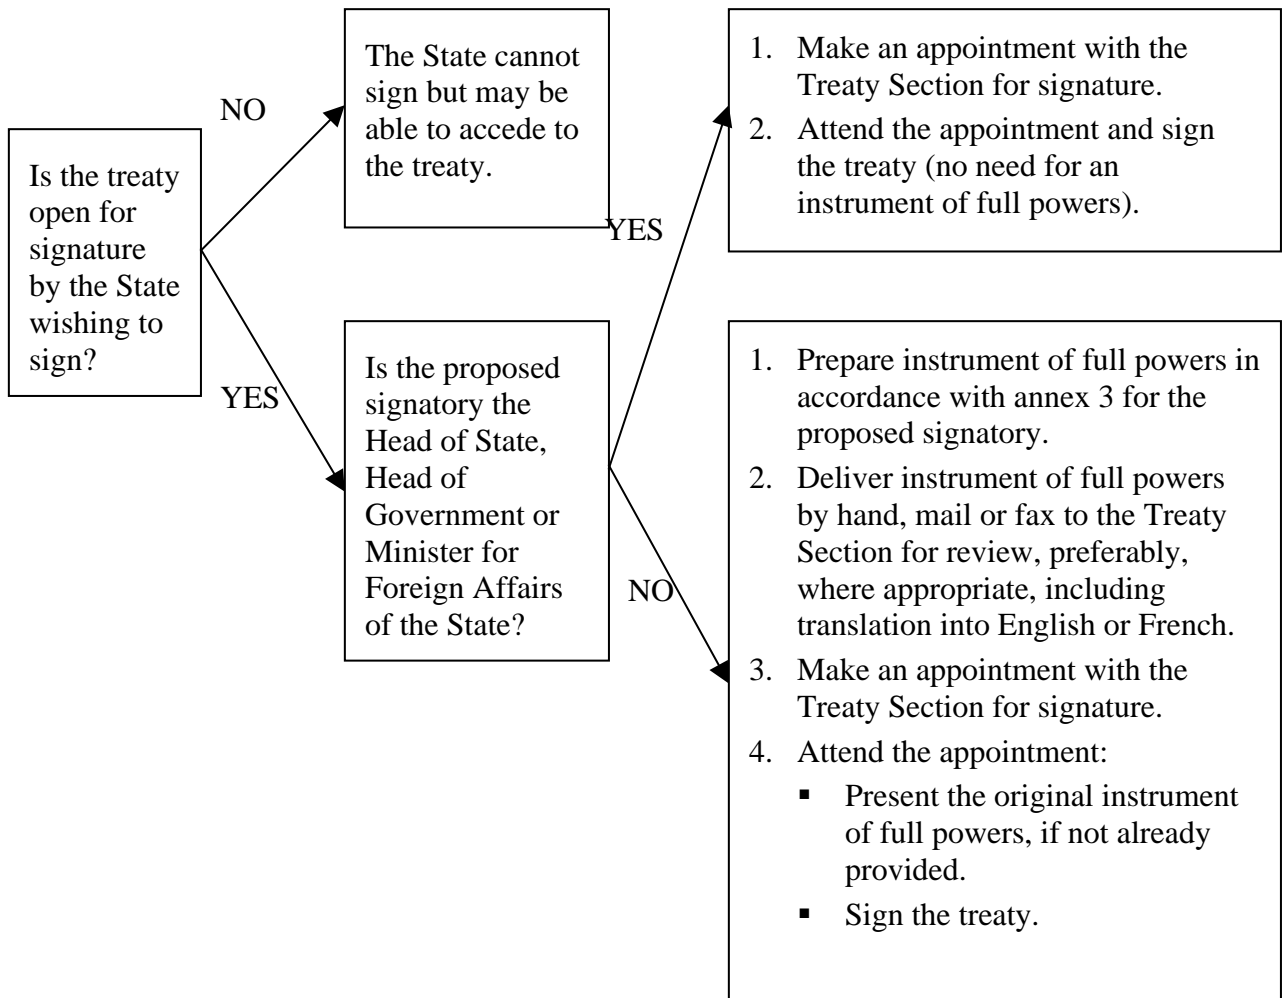 Is the treaty
open for
signature
by the State
wishing to
sign?
NO
YES
The State cannot
sign but may be
able to accede to
the treaty.
Is the proposed
signatory the
Head of State,
Head of
Government or
Minister for
Foreign Affairs
of the State?
YES
NO
1. Make an appointment with the
Treaty Section for signature.
2. Attend the appointment and sign
the treaty (no need for an
instrument of full powers).
1. Prepare instrument of full powers in
accordance with annex 3 for the
proposed signatory.
2. Deliver instrument of full powers
by hand, mail or fax to the Treaty
Section for review, preferably,
where appropriate, including
translation into English or French.
3. Make an appointment with the
Treaty Section for signature.
4. Attend the appointment:
▪ Present the original instrument
of full powers, if not already
provided.
▪ Sign the treaty.